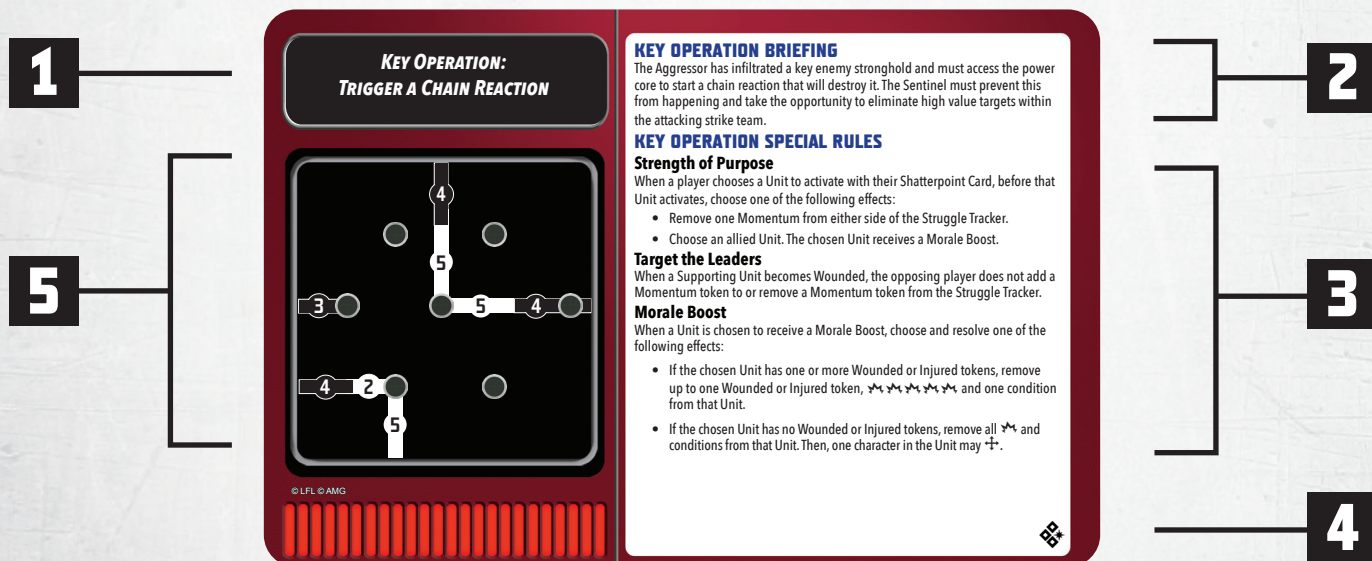 1
KEY OPERATION:
TRIGGER A CHAIN REACTION
5
4
5
3
5
4
4
2
5
© LFL © AMG
KEY OPERATION BRIEFING
The Aggressor has infiltrated a key enemy stronghold and must access the power
core to start a chain reaction that will destroy it. The Sentinel must prevent this
from happening and take the opportunity to eliminate high value targets within
the attacking strike team.
KEY OPERATION SPECIAL RULES
Strength of Purpose
When a player chooses a Unit to activate with their Shatterpoint Card, before that
Unit activates, choose one of the following effects:
• Remove one Momentum from either side of the Struggle Tracker.
• Choose an allied Unit. The chosen Unit receives a Morale Boost.
Target the Leaders
When a Supporting Unit becomes Wounded, the opposing player does not add a
Momentum token to or remove a Momentum token from the Struggle Tracker.
Morale Boost
When a Unit is chosen to receive a Morale Boost, choose and resolve one of the
following effects:
• If the chosen Unit has one or more Wounded or Injured tokens, remove
up to one Wounded or Injured token, and one condition
from that Unit.
• If the chosen Unit has no Wounded or Injured tokens, remove all and
conditions from that Unit. Then, one character in the Unit may .
2
3
4